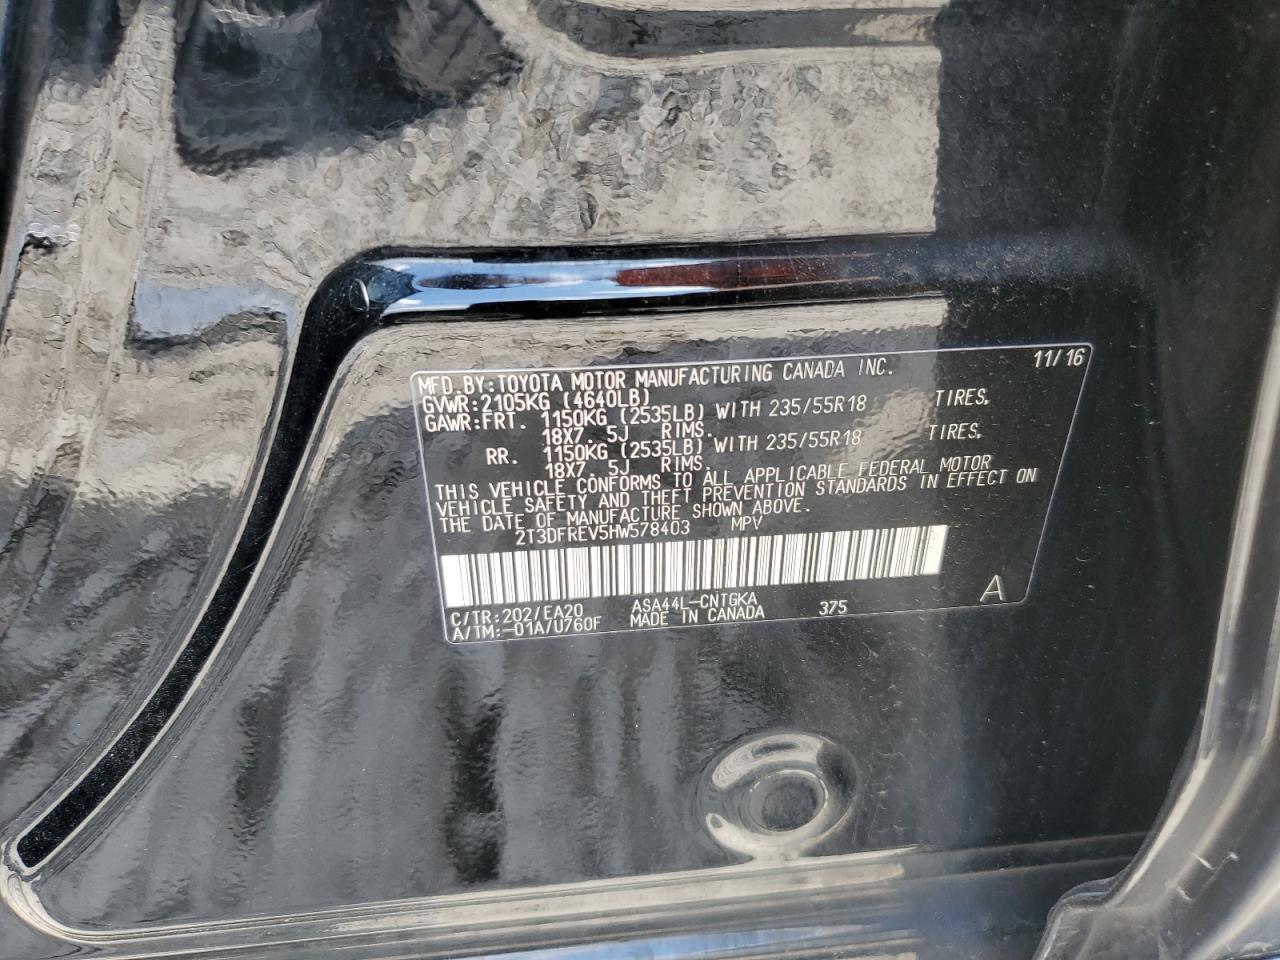 MFD.BY:TOYOTA MOTOR MANUFACTURING CANADA INC. 11/16
GVWR:2105KG (4640LB)
GAWR:FRT. 1150KG (2535LB) WITH 235/55R18 TIRES,
18X7.5J RIMS.
RR. 1150KG (2535LB) WITH 235/55R18 TIRES,
18X7.5J RIMS.
THIS VEHICLE CONFORMS TO ALL APPLICABLE FEDERAL MOTOR
VEHICLE SAFETY AND THEFT PREVENTION STANDARDS IN EFFECT ON
THE DATE OF MANUFACTURE SHOWN ABOVE.
2T3DFREV5HW578403 MPV
C/TR:202/EA20 ASA44L-CNTGKA
A/TM:-01A/U760F MADE IN CANADA 375 A